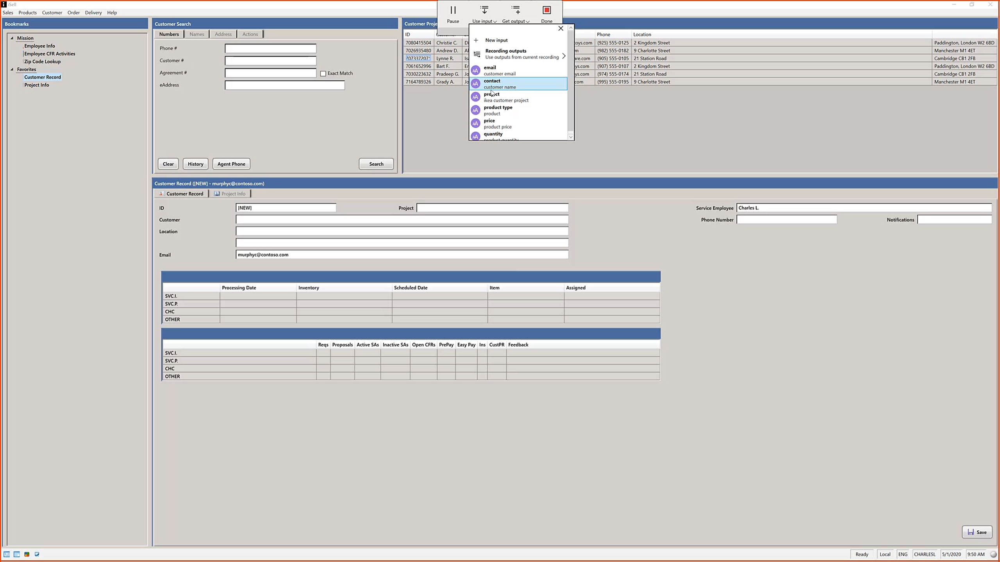 iSell
Sales Products Customer Order Delivery Help
Pause Use input Get output Done
Bookmarks
Mission
Employee Info
Employee CFR Activities
Zip Code Lookup
Favorites
Customer Record
Project Info
Customer Search
Numbers Names Address Actions
Phone #
Customer #
Agreement # Exact Match
eAddress
Clear History Agent Phone Search
Customer Proje
ID Phone Location
7080415504 Christie C. Di oys.com (925) 555-0125 2 Kingdom Street Paddington, London W2 6BD
7026935480 Andrew D. Al m (982) 555-0182 9 Charlotte Street Manchester M1 4ET
7073372071 Lynne R. Isa are.com (905) 555-0105 21 Station Road Cambridge CB1 2FB
7061652996 Bart F. Er ys.com (907) 555-0107 2 Kingdom Street Paddington, London W2 6BD
7030223632 Pradeep G. Jo s.com (974) 555-0174 21 Station Road Cambridge CB1 2FB
7164789326 Grady A. Jo com (995) 555-0195 9 Charlotte Street Manchester M1 4ET
New input
Recording outputs
Use outputs from current recording
email
customer email
contact
customer name
project
ikea customer project
product type
product
price
product price
quantity
product quantity
Customer Record ([NEW] - murphyc@contoso.com)
Customer Record Project Info
ID [NEW] Project Service Employee Charles L.
Customer Phone Number Notifications
Location
Email murphyc@contoso.com
Processing Date Inventory Scheduled Date Item Assigned
SVC.I.
SVC.P.
CHC
OTHER
Reqs Proposals Active SAs Inactive SAs Open CFRs PrePay Easy Pay Ins CustPR Feedback
SVC.I.
SVC.P.
CHC
OTHER
Save
Ready Local ENG CHARLESL 5/1/2020 9:50 AM